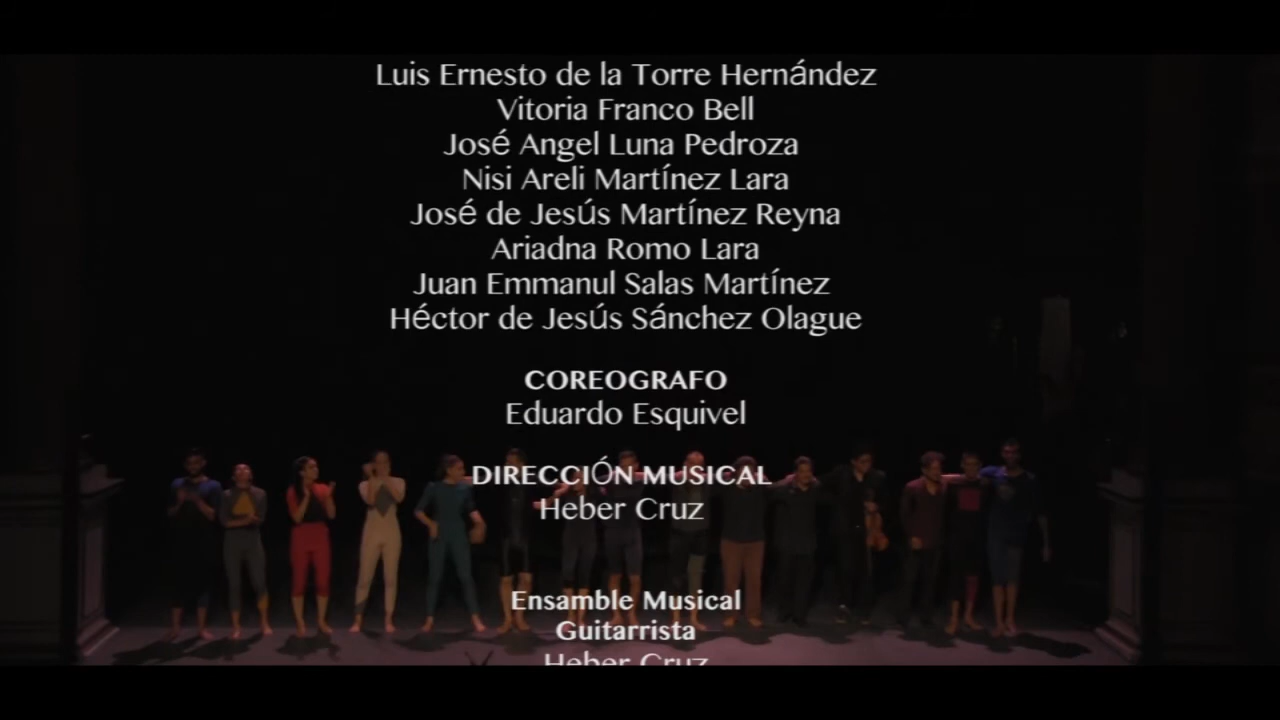 Luis Ernesto de la Torre Hernández
Vitoria Franco Bell
José Angel Luna Pedroza
Nisi Areli Martínez Lara
José de Jesús Martínez Reyna
Ariadna Romo Lara
Juan Emmanul Salas Martínez
Héctor de Jesús Sánchez Olague
COREOGRAFO
Eduardo Esquivel
DIRECCIÓN MUSICAL
Heber Cruz
Ensamble Musical
Guitarrista
Heber Cruz